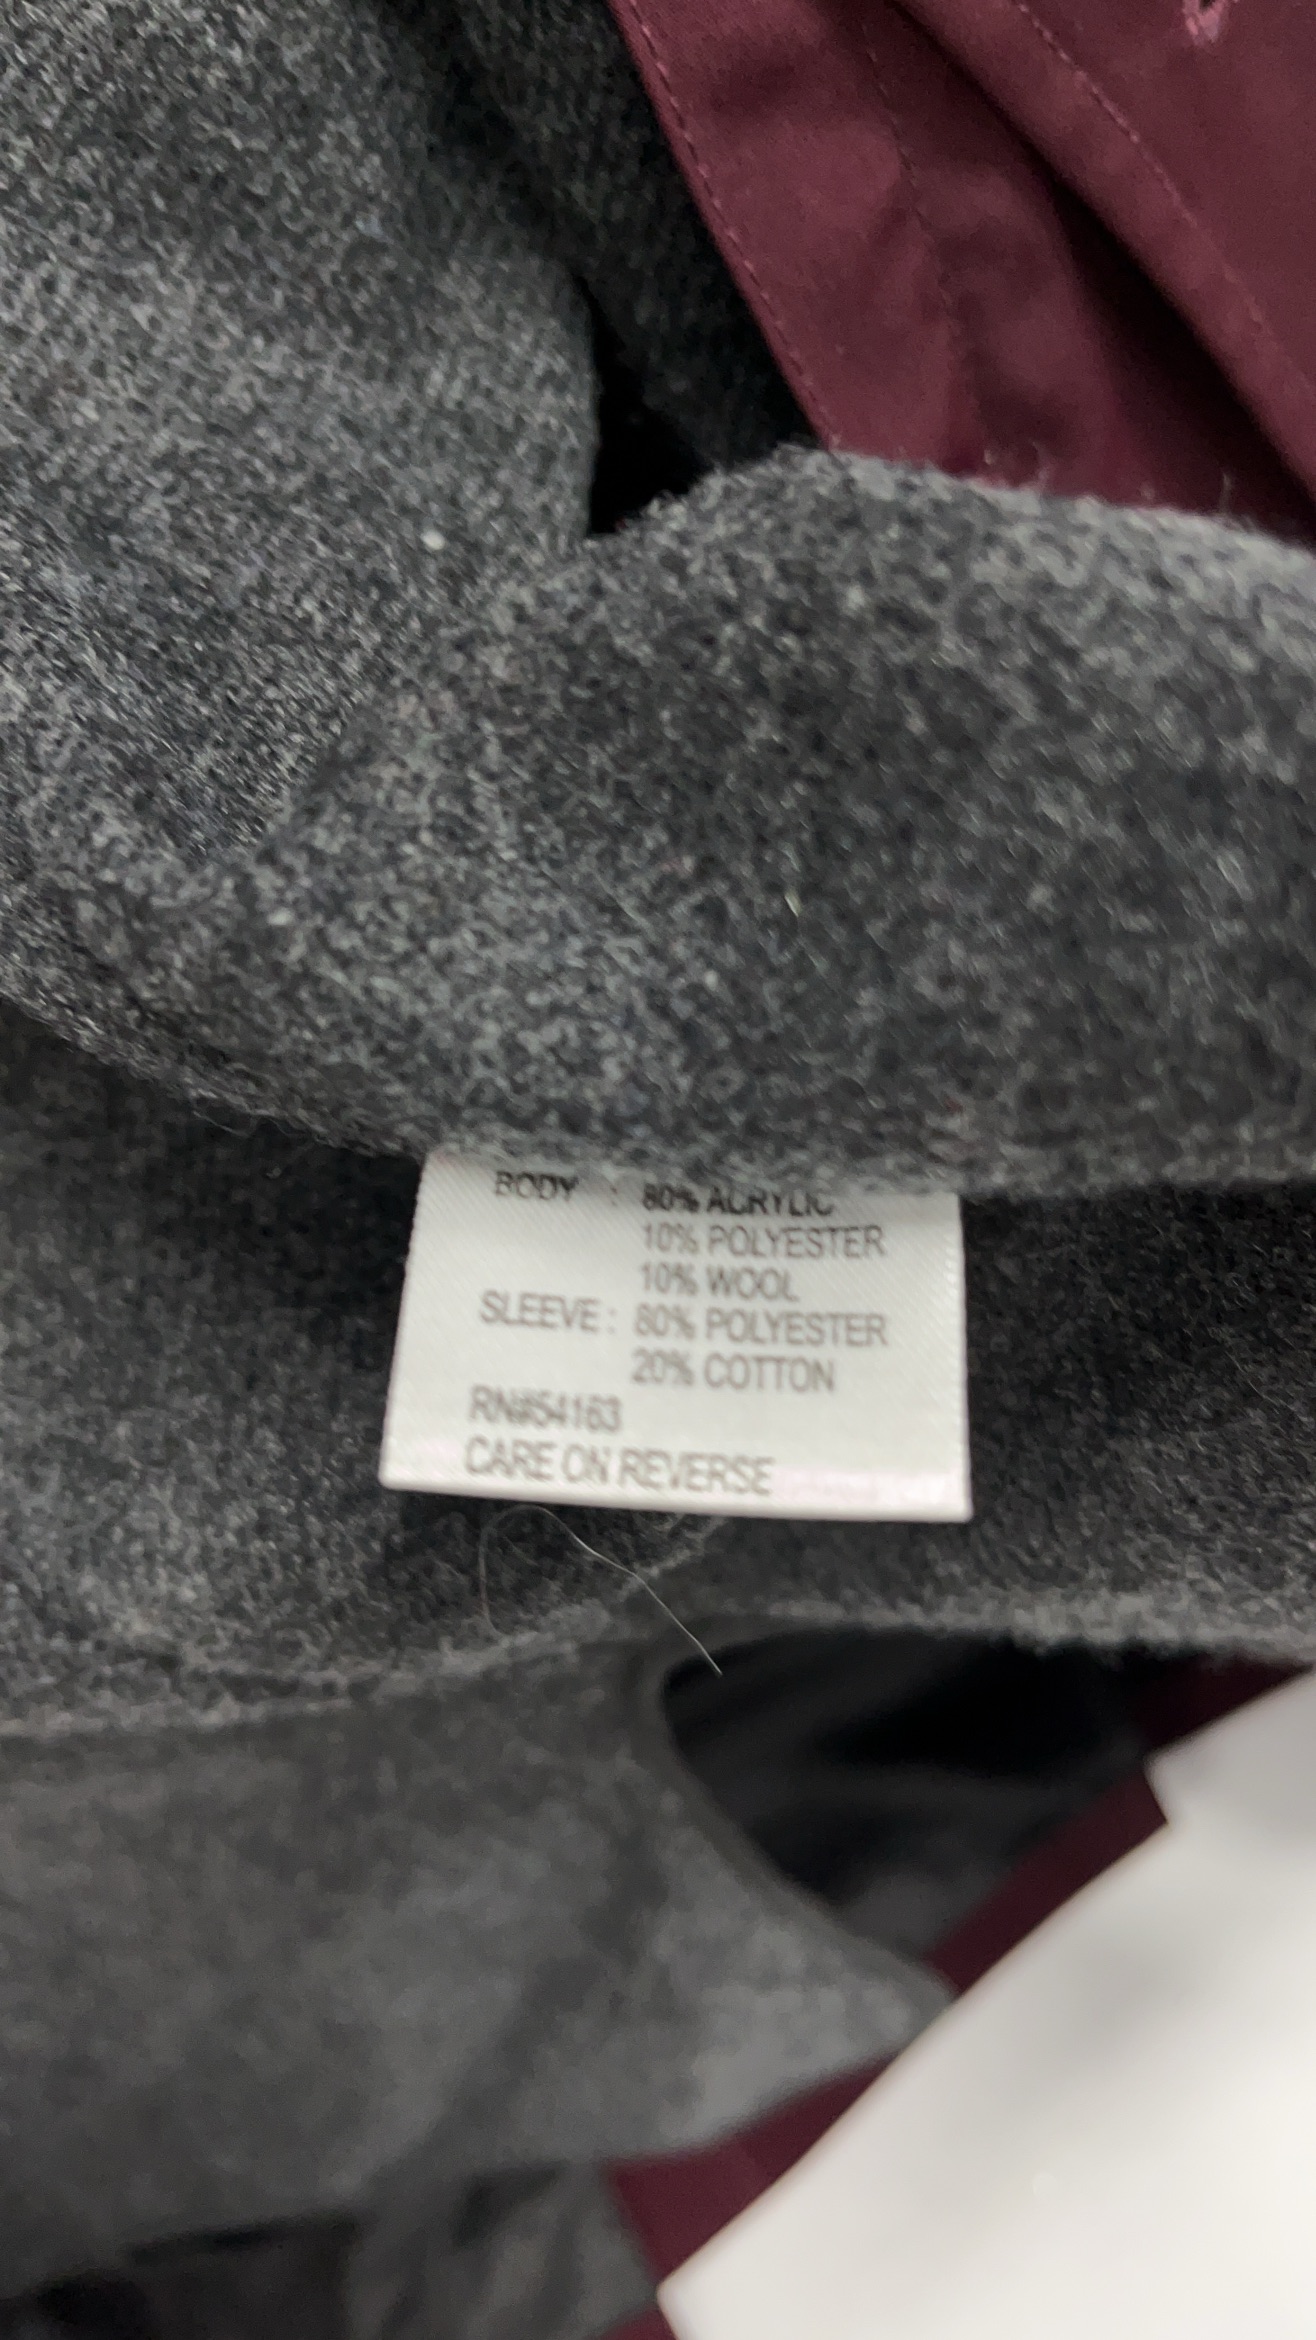 BODY : 80% ACRYLIC
10% POLYESTER
10% WOOL
SLEEVE : 80% POLYESTER
20% COTTON
RN#54163
CARE ON REVERSE